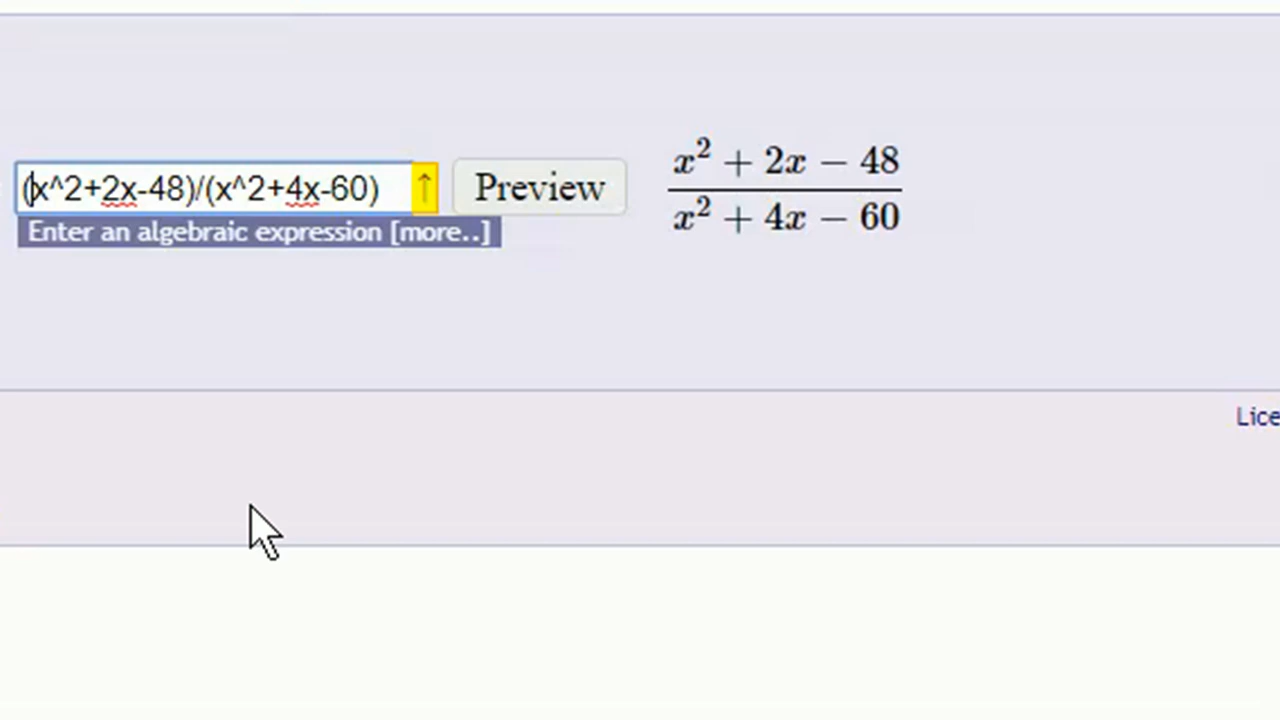 (x^2+2x-48)/(x^2+4x-60) ↑ Preview
x² + 2x − 48
x² + 4x − 60
Enter an algebraic expression [more..]
Lice